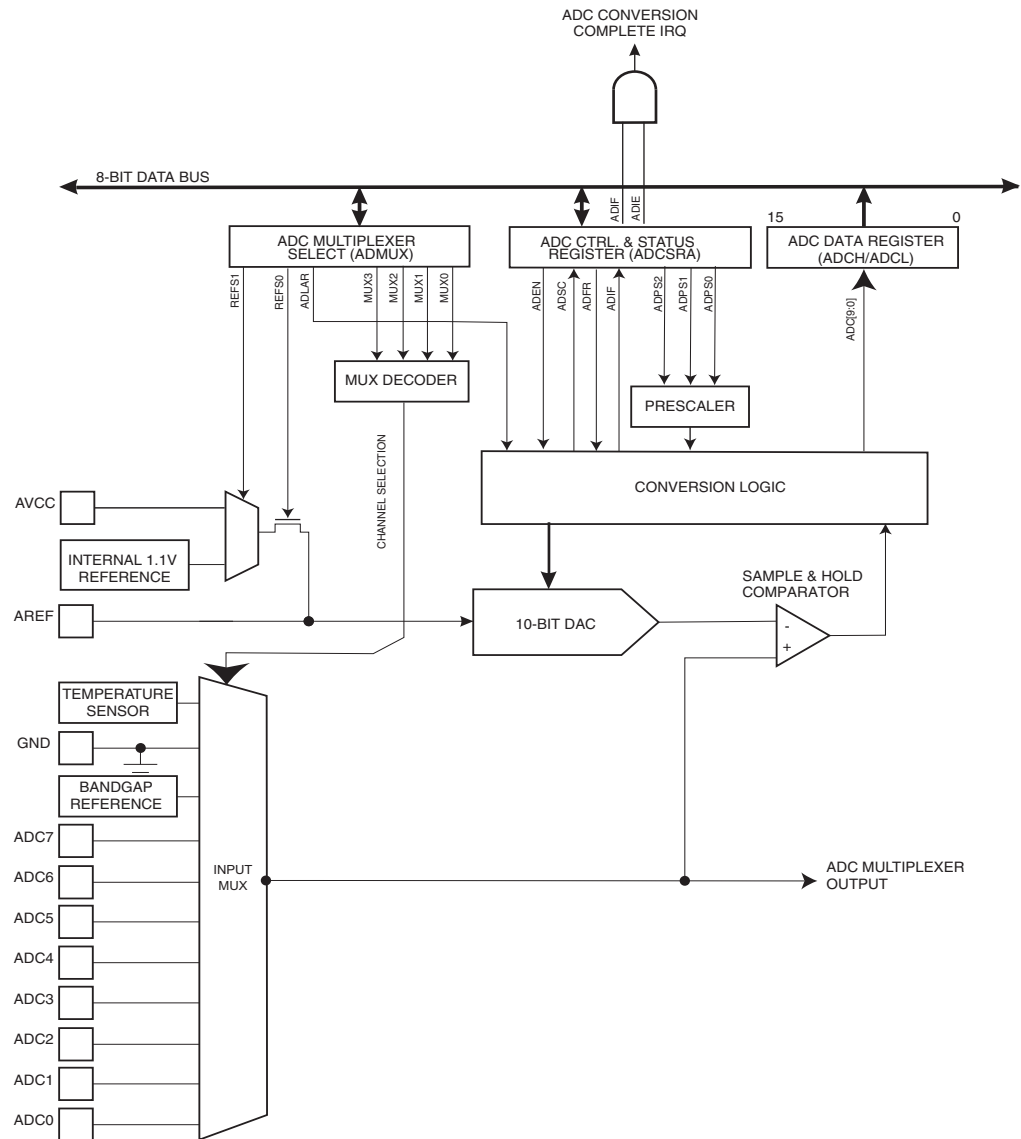 ADC CONVERSION
COMPLETE IRQ
8-BIT DATA BUS
ADIF
ADIE
15
0
ADC MULTIPLEXER
SELECT (ADMUX)
ADC CTRL. & STATUS
REGISTER (ADCSRA)
ADC DATA REGISTER
(ADCH/ADCL)
REFS1
REFS0
ADLAR
MUX3
MUX2
MUX1
MUX0
ADEN
ADSC
ADFR
ADIF
ADPS2
ADPS1
ADPS0
ADC[9:0]
MUX DECODER
PRESCALER
CHANNEL SELECTION
CONVERSION LOGIC
AVCC
INTERNAL 1.1V
REFERENCE
SAMPLE & HOLD
COMPARATOR
AREF
10-BIT DAC
-
+
TEMPERATURE
SENSOR
GND
BANDGAP
REFERENCE
ADC7
ADC6
ADC5
ADC4
ADC3
ADC2
ADC1
ADC0
INPUT
MUX
ADC MULTIPLEXER
OUTPUT